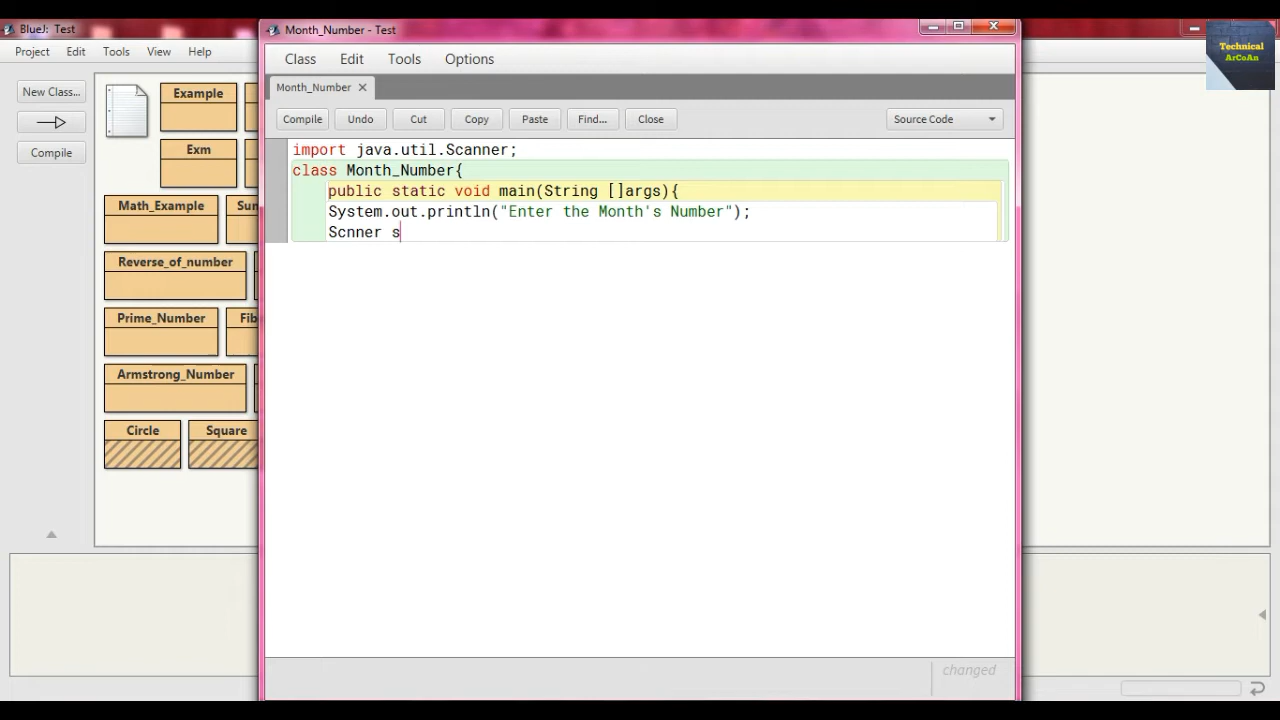 BlueJ: Test
Project Edit Tools View Help
New Class...
Compile
Example
Exm
Math_Example
Sun
Reverse_of_number
Prime_Number
Fib
Armstrong_Number
Circle
Square
Month_Number - Test
Class Edit Tools Options
Month_Number
Compile Undo Cut Copy Paste Find... Close Source Code
import java.util.Scanner;
class Month_Number{
public static void main(String []args){
System.out.println("Enter the Month's Number");
Scnner s
changed
Technical
ArCoAn